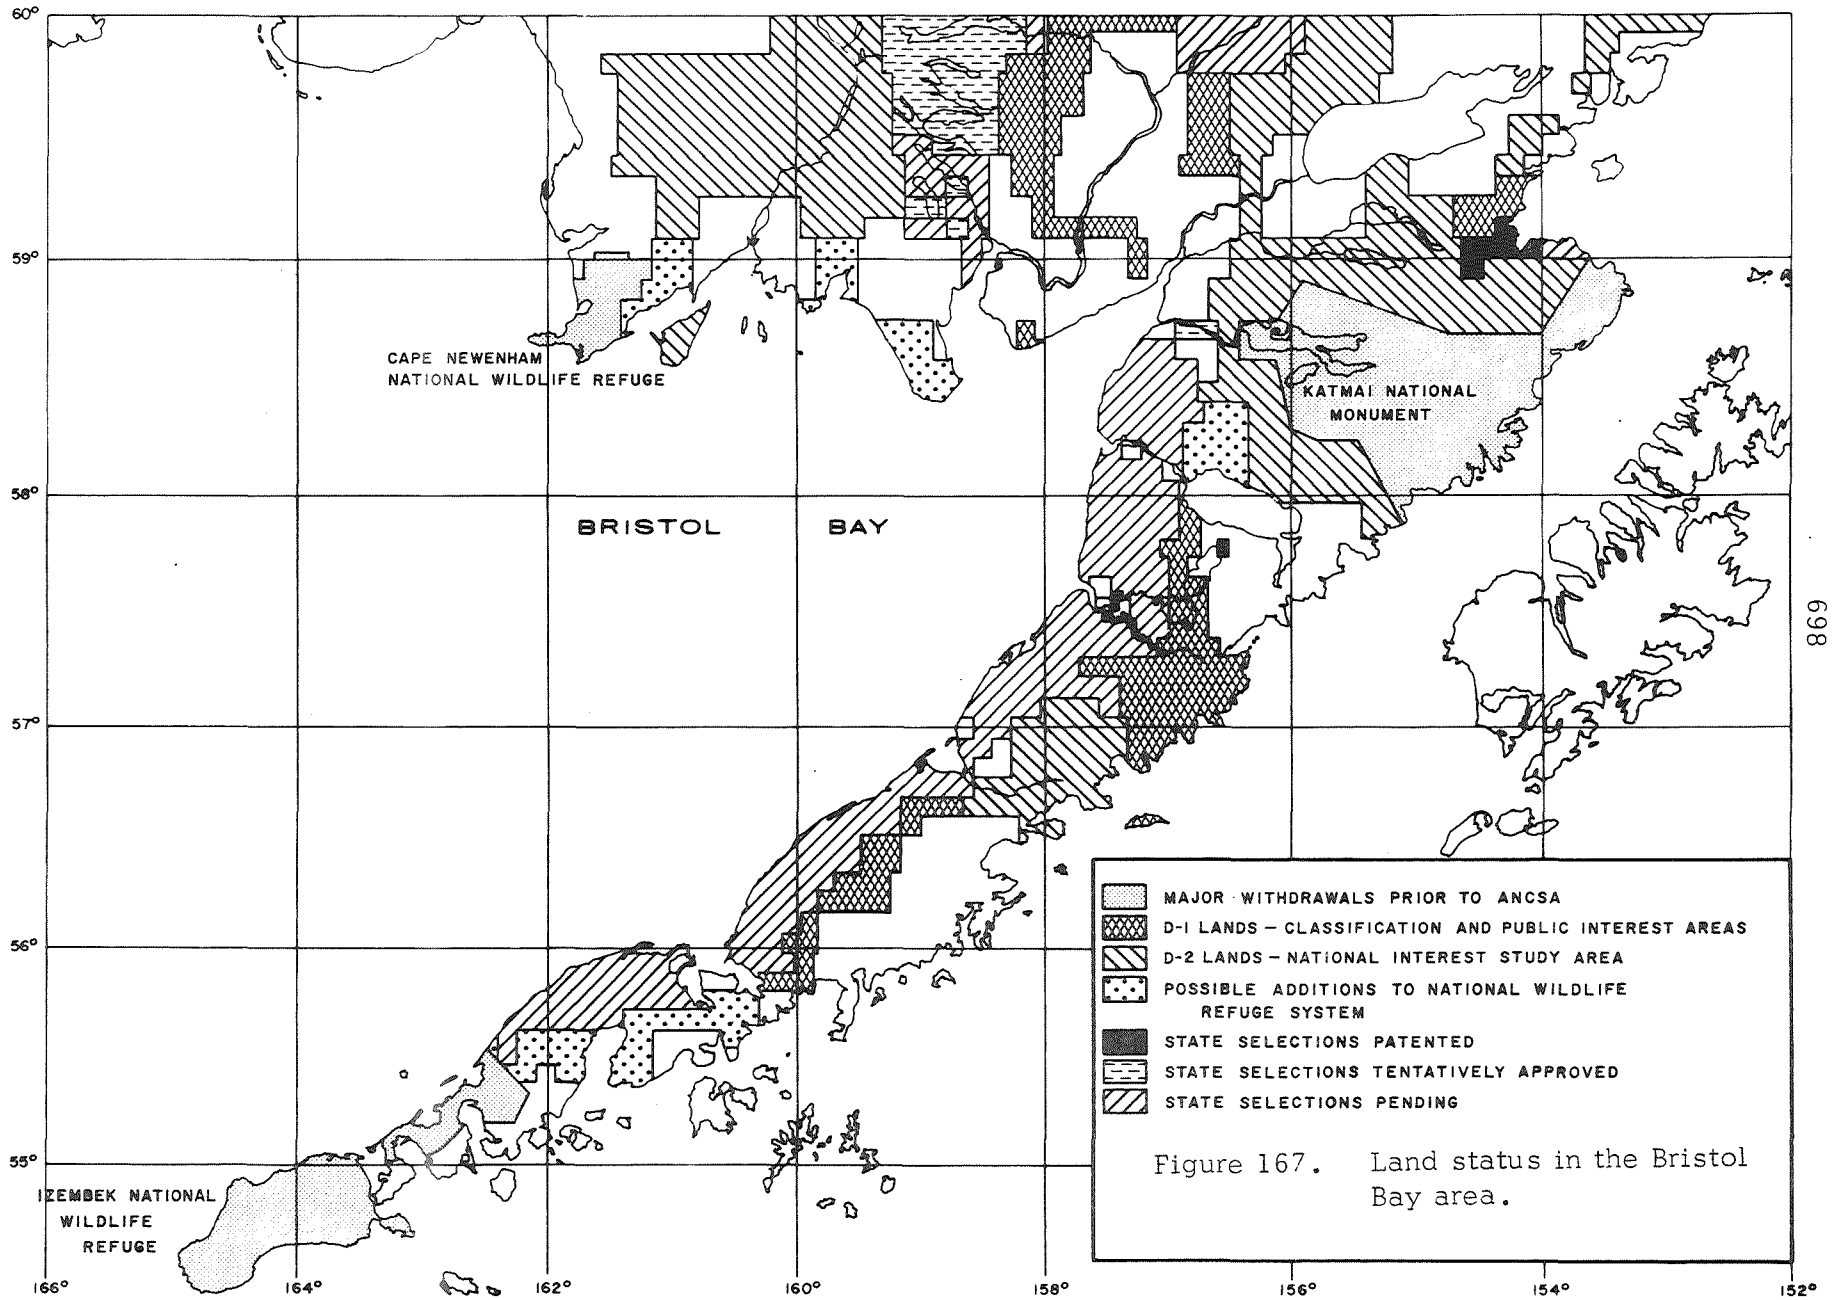 60°
59°
58°
57°
56°
55°
166°
164°
162°
160°
158°
156°
154°
152°
CAPE NEWENHAM
NATIONAL WILDLIFE REFUGE
KATMAI NATIONAL
MONUMENT
BRISTOL BAY
IZEMBEK NATIONAL
WILDLIFE
REFUGE
MAJOR WITHDRAWALS PRIOR TO ANCSA
D-1 LANDS – CLASSIFICATION AND PUBLIC INTEREST AREAS
D-2 LANDS – NATIONAL INTEREST STUDY AREA
POSSIBLE ADDITIONS TO NATIONAL WILDLIFE
REFUGE SYSTEM
STATE SELECTIONS PATENTED
STATE SELECTIONS TENTATIVELY APPROVED
STATE SELECTIONS PENDING
Figure 167. Land status in the Bristol
Bay area.
868